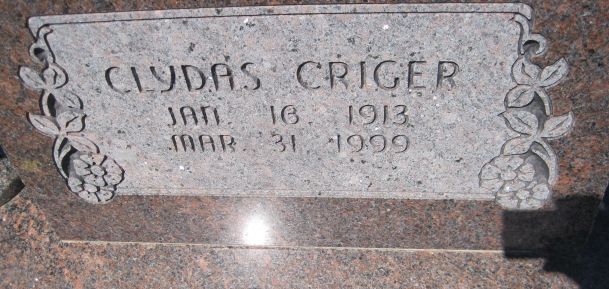 CLYDAS CRIGER
JAN. 16. 1913
MAR. 31. 1999